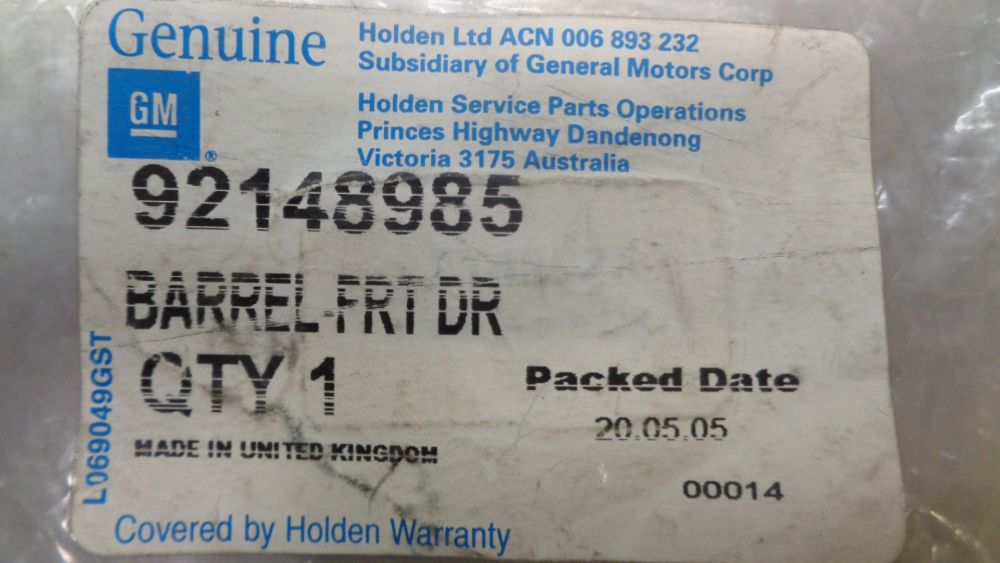 Genuine
GM
®
Holden Ltd ACN 006 893 232
Subsidiary of General Motors Corp
Holden Service Parts Operations
Princes Highway Dandenong
Victoria 3175 Australia
92148985
BARREL-FRT DR
QTY 1
MADE IN UNITED KINGDOM
Packed Date
20.05.05
00014
L069049GST
Covered by Holden Warranty